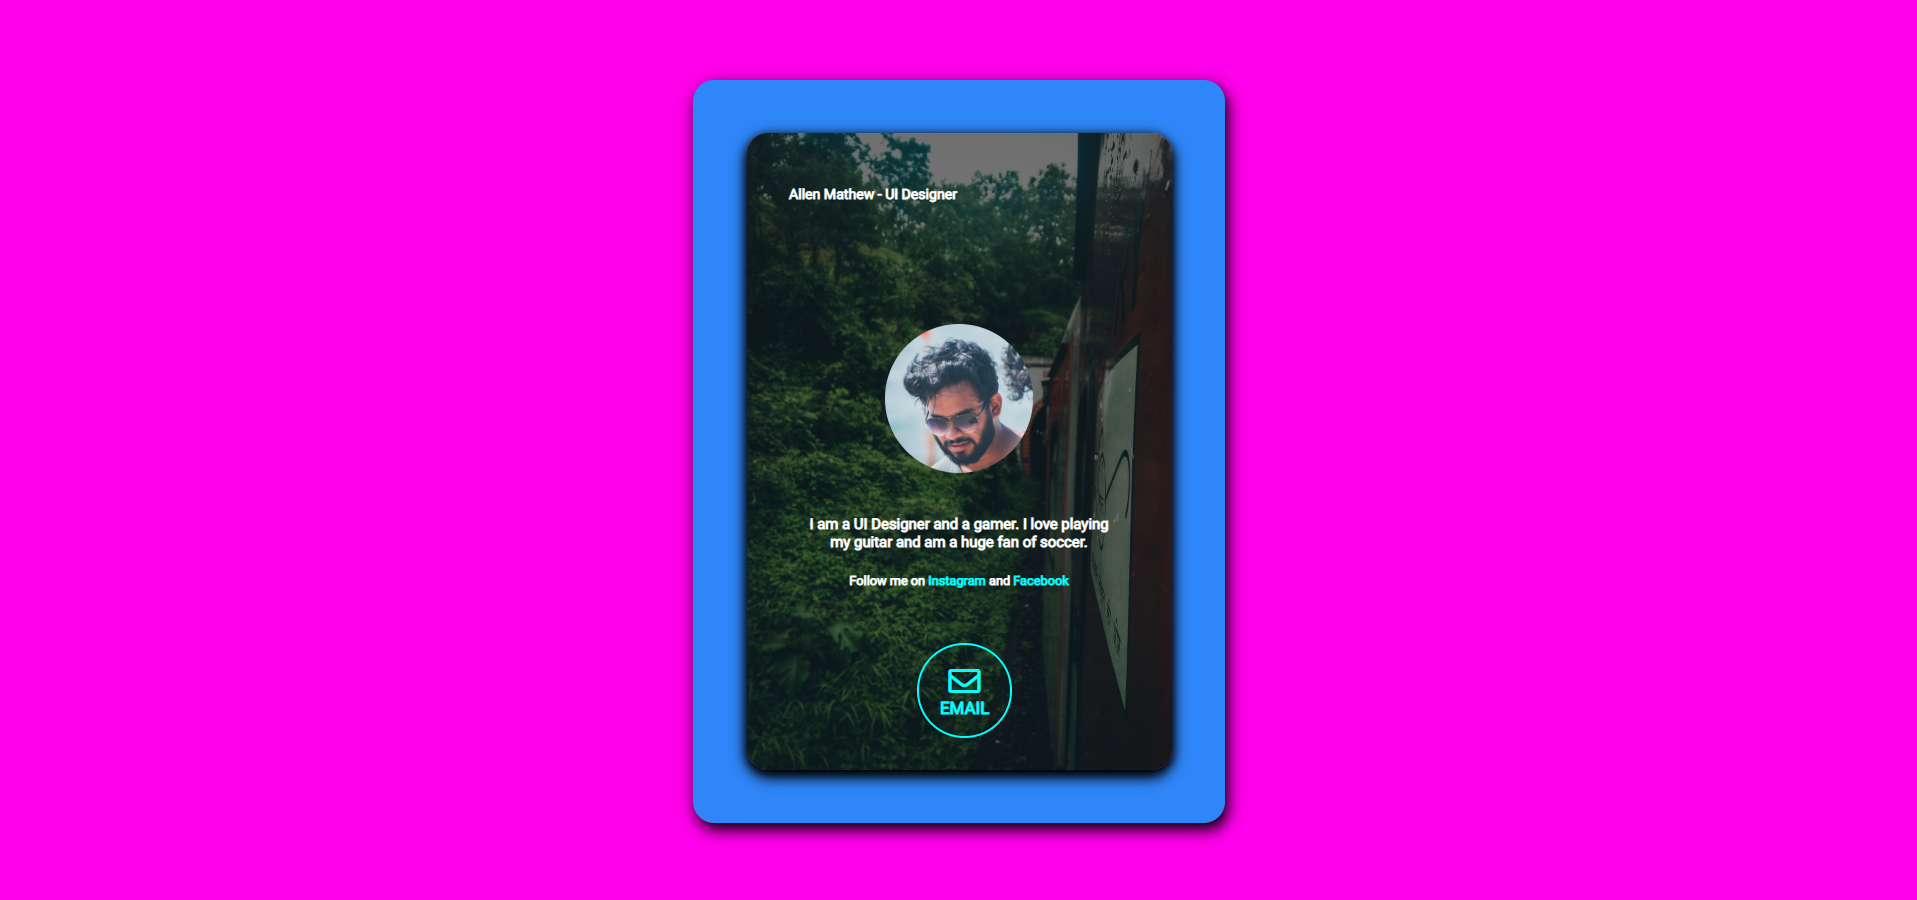 Allen Mathew - UI Designer
I am a UI Designer and a gamer. I love playing
my guitar and am a huge fan of soccer.
Follow me on Instagram and Facebook
EMAIL